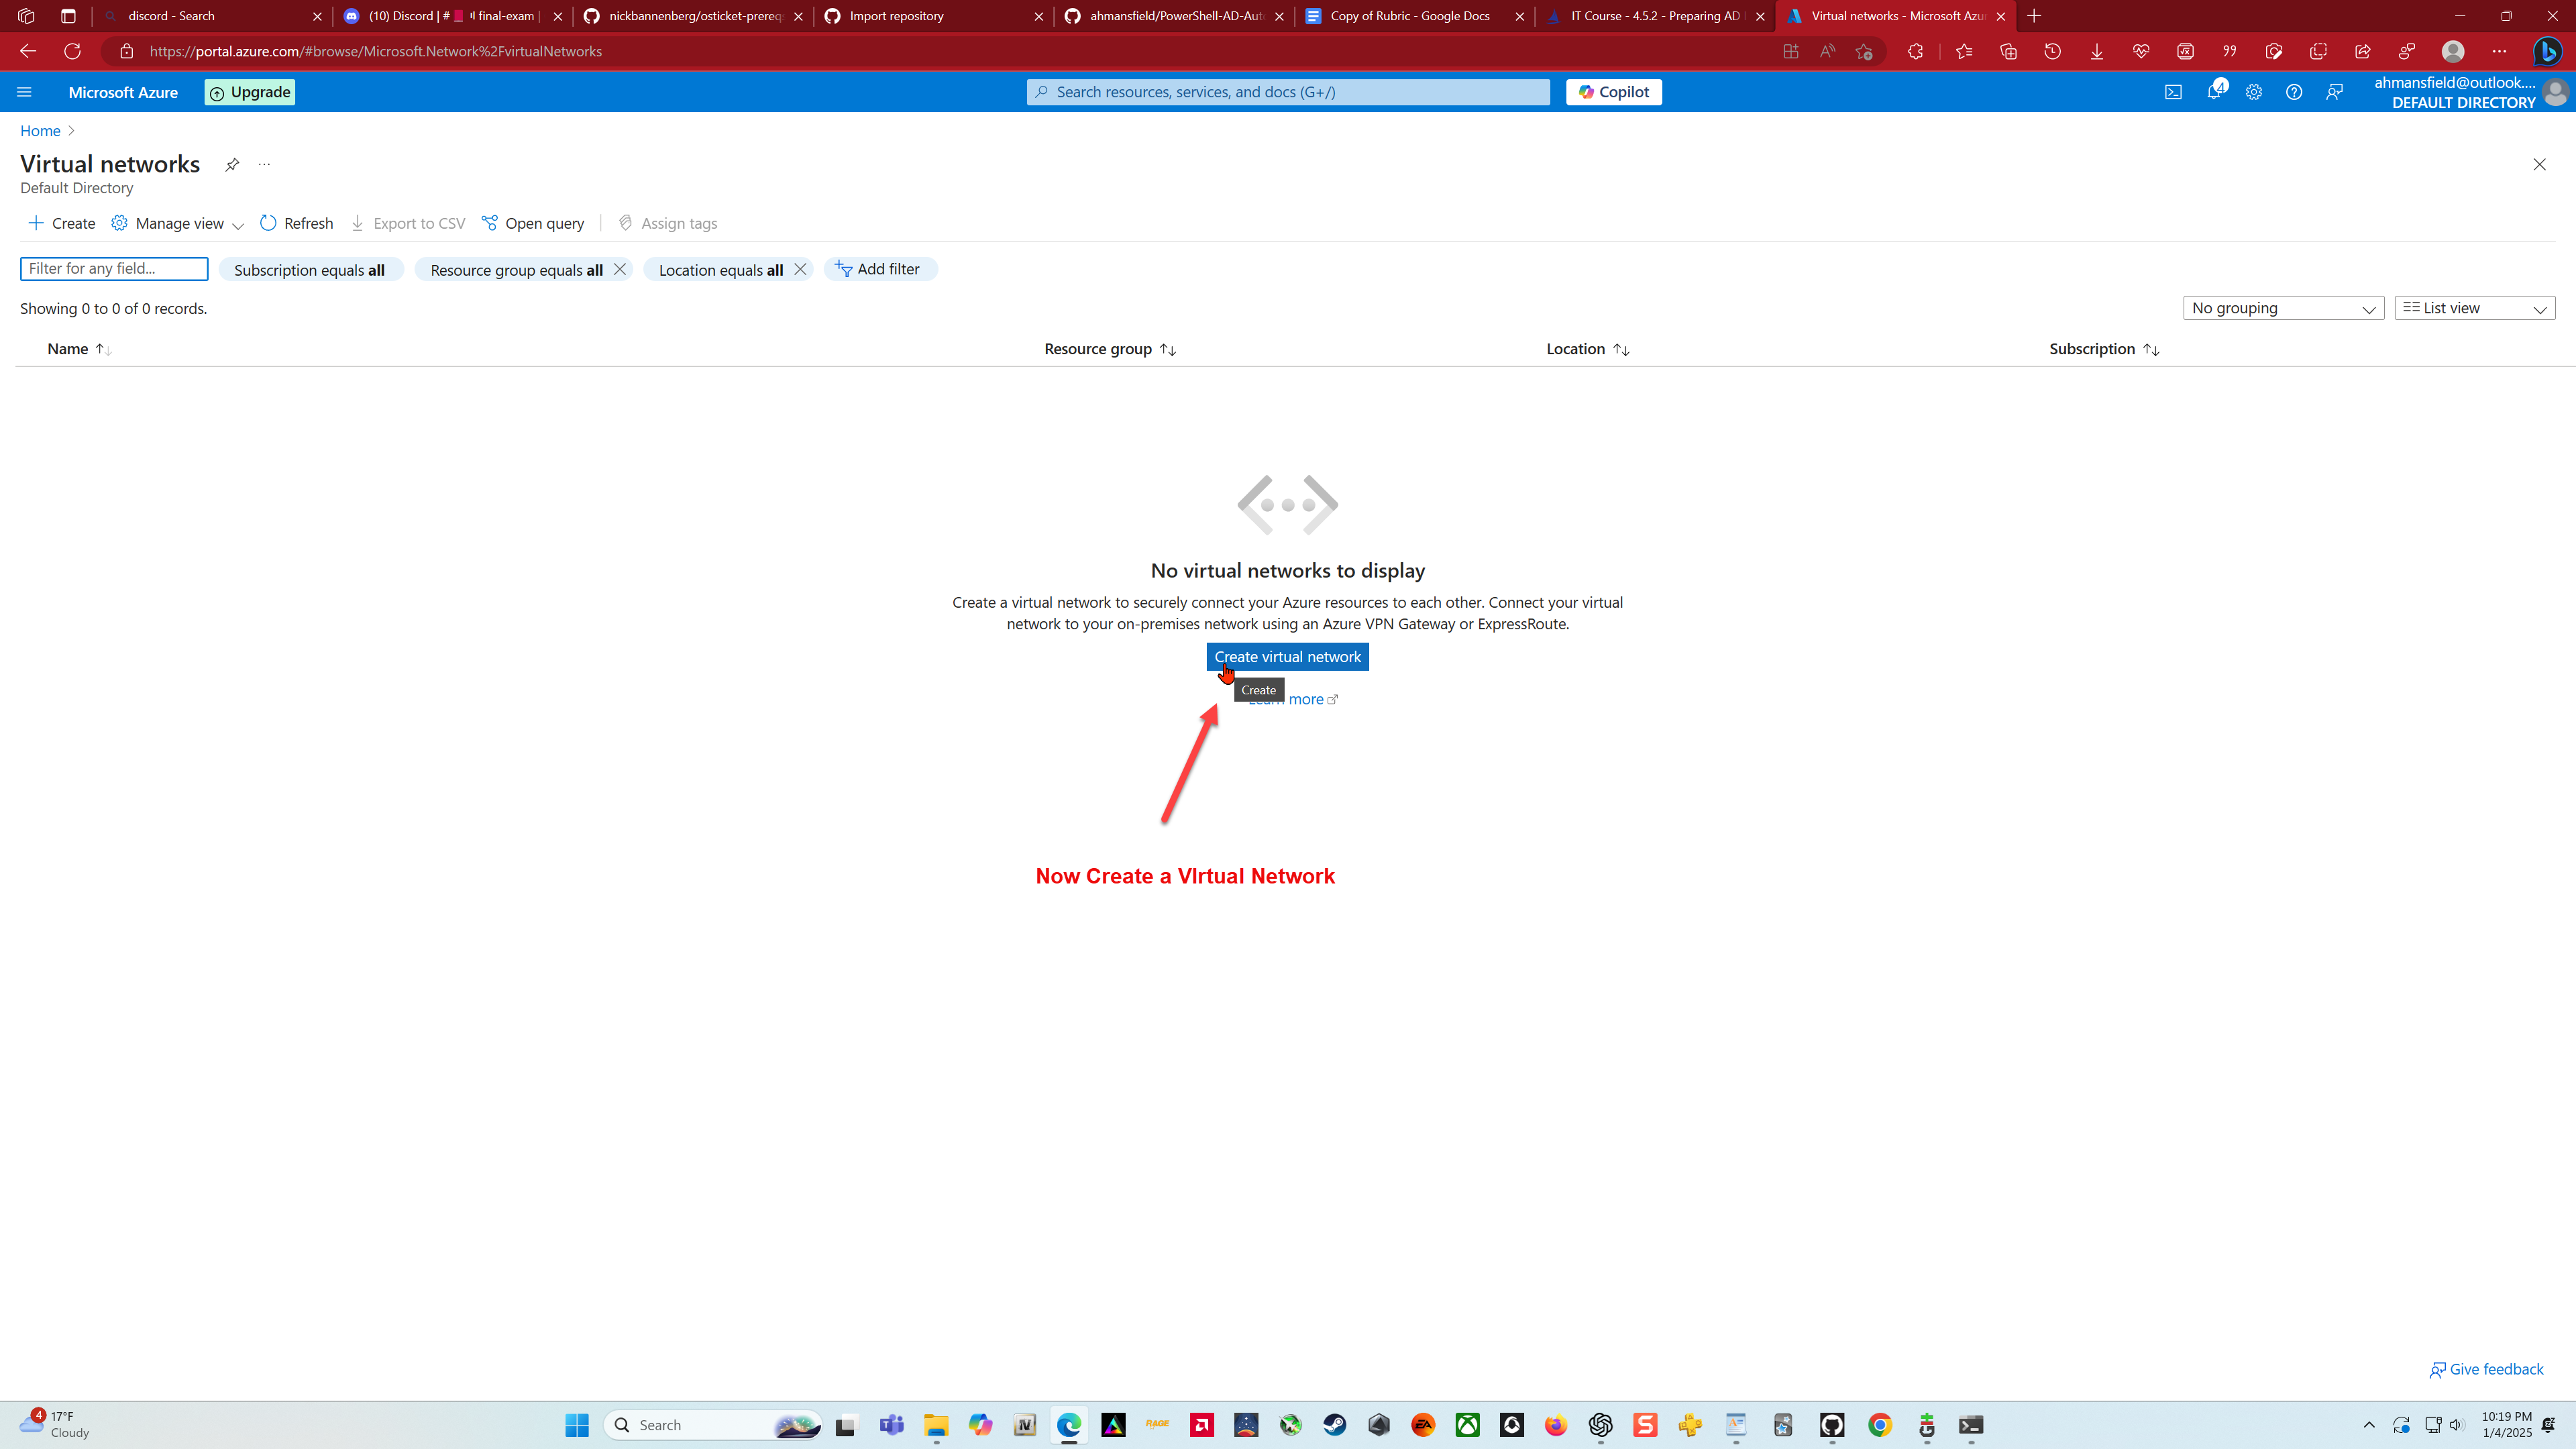 discord - Search
(10) Discord | # final-exam |
nickbannenberg/osticket-prereqs
Import repository
ahmansfield/PowerShell-AD-Auto
Copy of Rubric - Google Docs
IT Course - 4.5.2 - Preparing AD
Virtual networks - Microsoft Azu
https://portal.azure.com/#browse/Microsoft.Network%2FvirtualNetworks
Microsoft Azure
Upgrade
Search resources, services, and docs (G+/)
Copilot
4
ahmansfield@outlook....
DEFAULT DIRECTORY
Home
Virtual networks
Default Directory
Create
Manage view
Refresh
Export to CSV
Open query
Assign tags
Filter for any field...
Subscription equals all
Resource group equals all
Location equals all
Add filter
Showing 0 to 0 of 0 records.
No grouping
List view
Name
Resource group
Location
Subscription
No virtual networks to display
Create a virtual network to securely connect your Azure resources to each other. Connect your virtual
network to your on-premises network using an Azure VPN Gateway or ExpressRoute.
Create virtual network
Create
Learn more
Now Create a VIrtual Network
Give feedback
4
17°F
Cloudy
Search
RAGE
EA
10:19 PM
1/4/2025